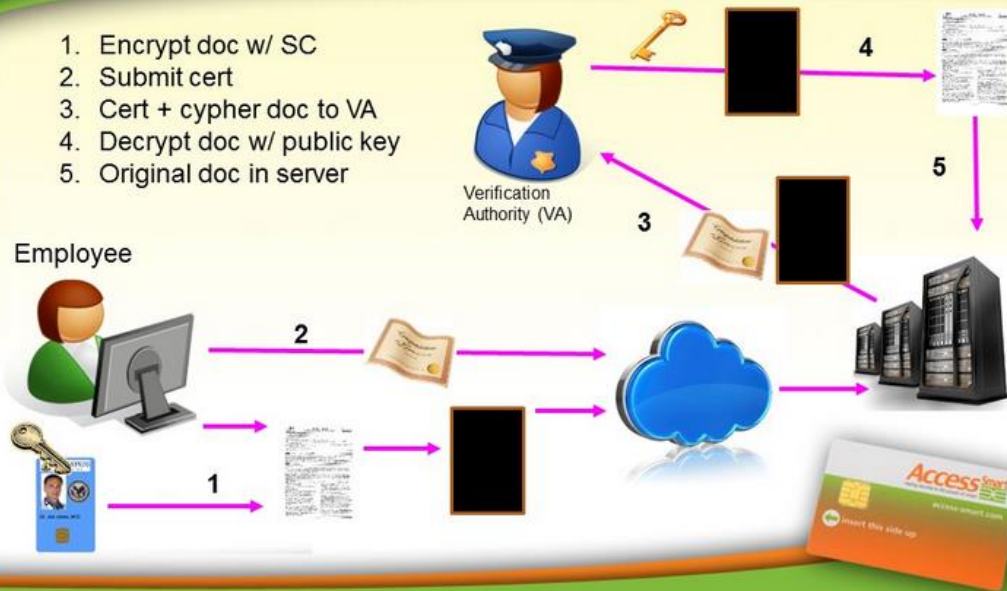 1. Encrypt doc w/ SC
2. Submit cert
3. Cert + cypher doc to VA
4. Decrypt doc w/ public key
5. Original doc in server
4
Verification
Authority (VA)
5
3
Employee
2
1
Access Smart
access-smart.com
insert this side up